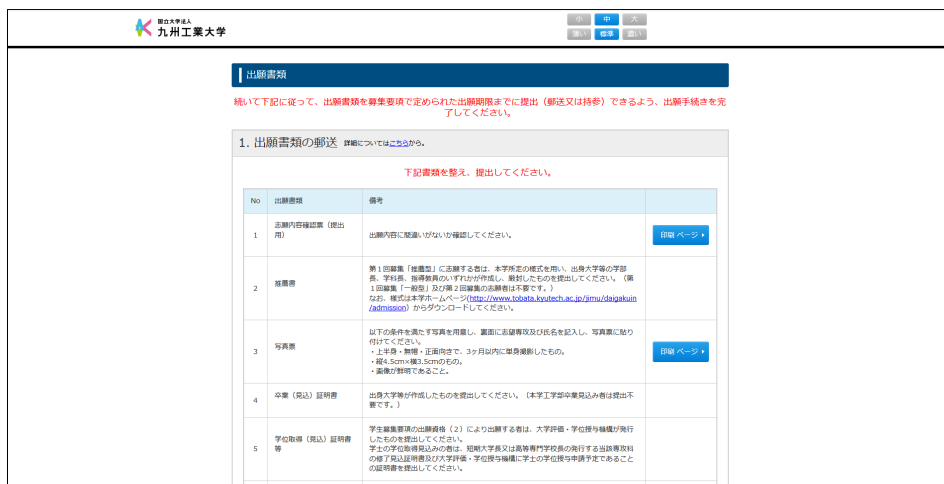 国立大学法人
九州工業大学
小 中 大
薄い 標準 濃い
出願書類
続いて下記に従って、出願書類を募集要項で定められた出願期限までに提出（郵送又は持参）できるよう、出願手続きを完
了してください。
1. 出願書類の郵送 詳細についてはこちらから。
下記書類を整え、提出してください。
No 出願書類 備考
1
志願内容確認票（提出
用）
出願内容に間違いがないか確認してください。
印刷 ページ
2
推薦書
第１回募集「推薦型」に志願する者は、本学所定の様式を用い、出身大学等の学部
長、学科長、指導教員のいずれかが作成し、厳封したものを提出してください。（第
１回募集「一般型」及び第２回募集の志願者は不要です。）
なお、様式は本学ホームページ(http://www.tobata.kyutech.ac.jp/jimu/daigakuin
/admission）からダウンロードしてください。
3
写真票
以下の条件を満たす写真を用意し、裏面に志望専攻及び氏名を記入し、写真票に貼り
付けてください。
・上半身・無帽・正面向きで、3ヶ月以内に単身撮影したもの。
・縦4.5cm×横3.5cmのもの。
・画像が鮮明であること。
印刷 ページ
4
卒業（見込）証明書
出身大学等が作成したものを提出してください。（本学工学部卒業見込み者は提出不
要です。）
5
学位取得（見込）証明書
等
学生募集要項の出願資格（２）により出願する者は、大学評価・学位授与機構が発行
したものを提出してください。
学士の学位取得見込みの者は、短期大学長又は高等専門学校長の発行する当該専攻科
の修了見込証明書及び大学評価・学位授与機構に学士の学位授与申請予定であること
の証明書を提出してください。